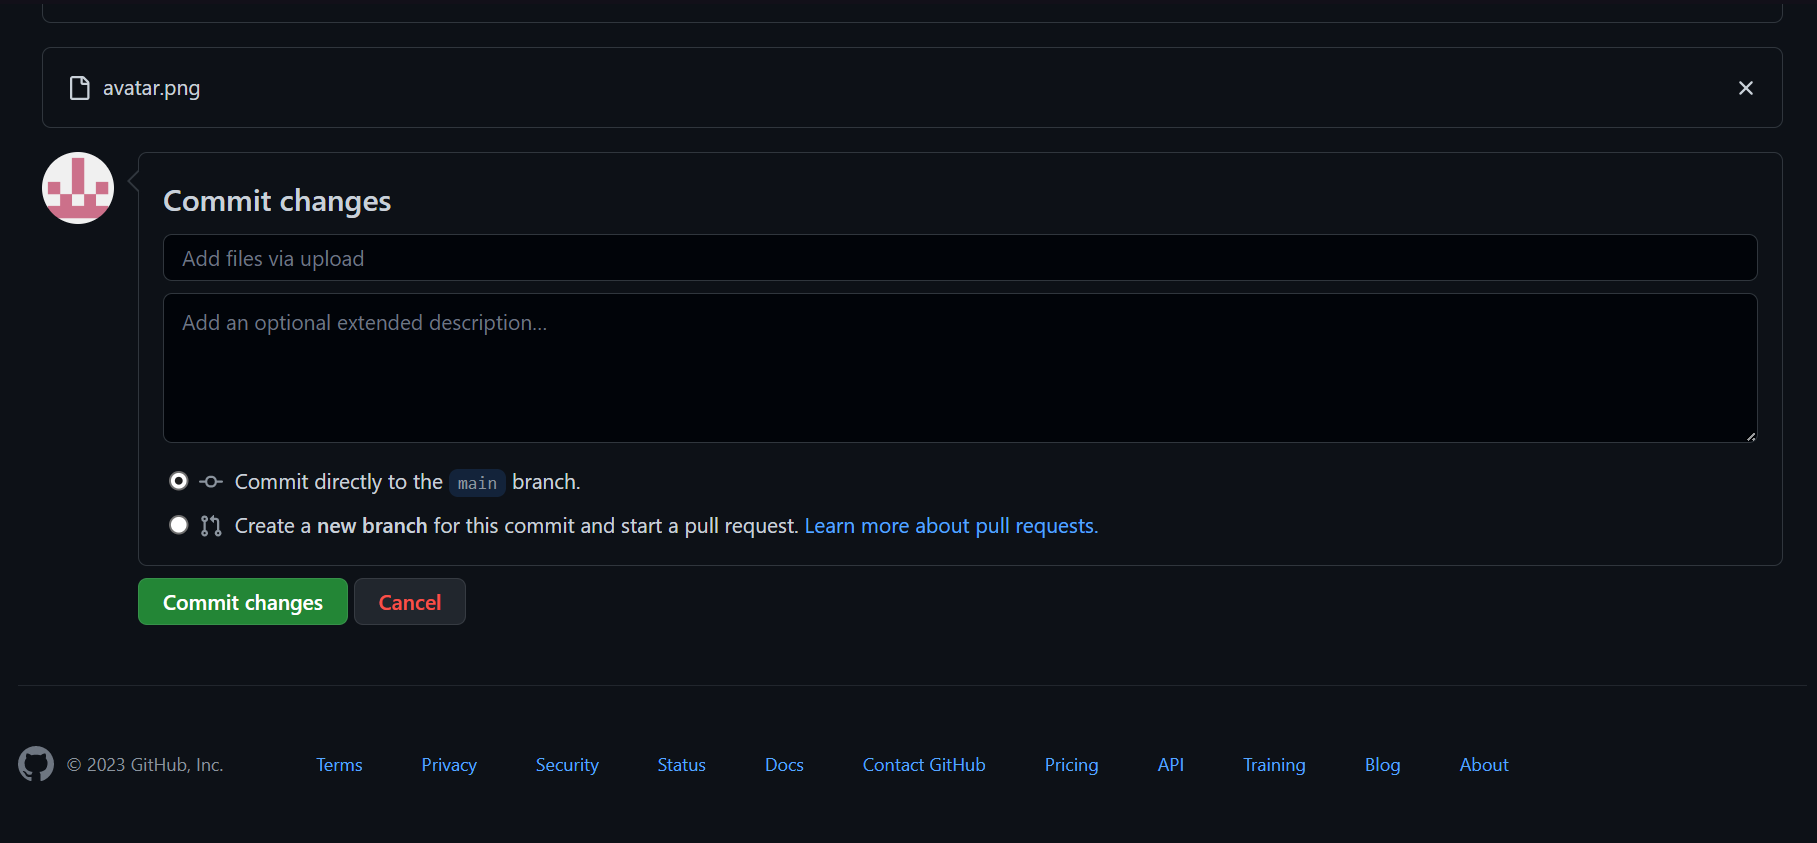 avatar.png
Commit changes
Add files via upload
Add an optional extended description...
Commit directly to the main branch.
Create a new branch for this commit and start a pull request. Learn more about pull requests.
Commit changes Cancel
© 2023 GitHub, Inc. Terms Privacy Security Status Docs Contact GitHub Pricing API Training Blog About